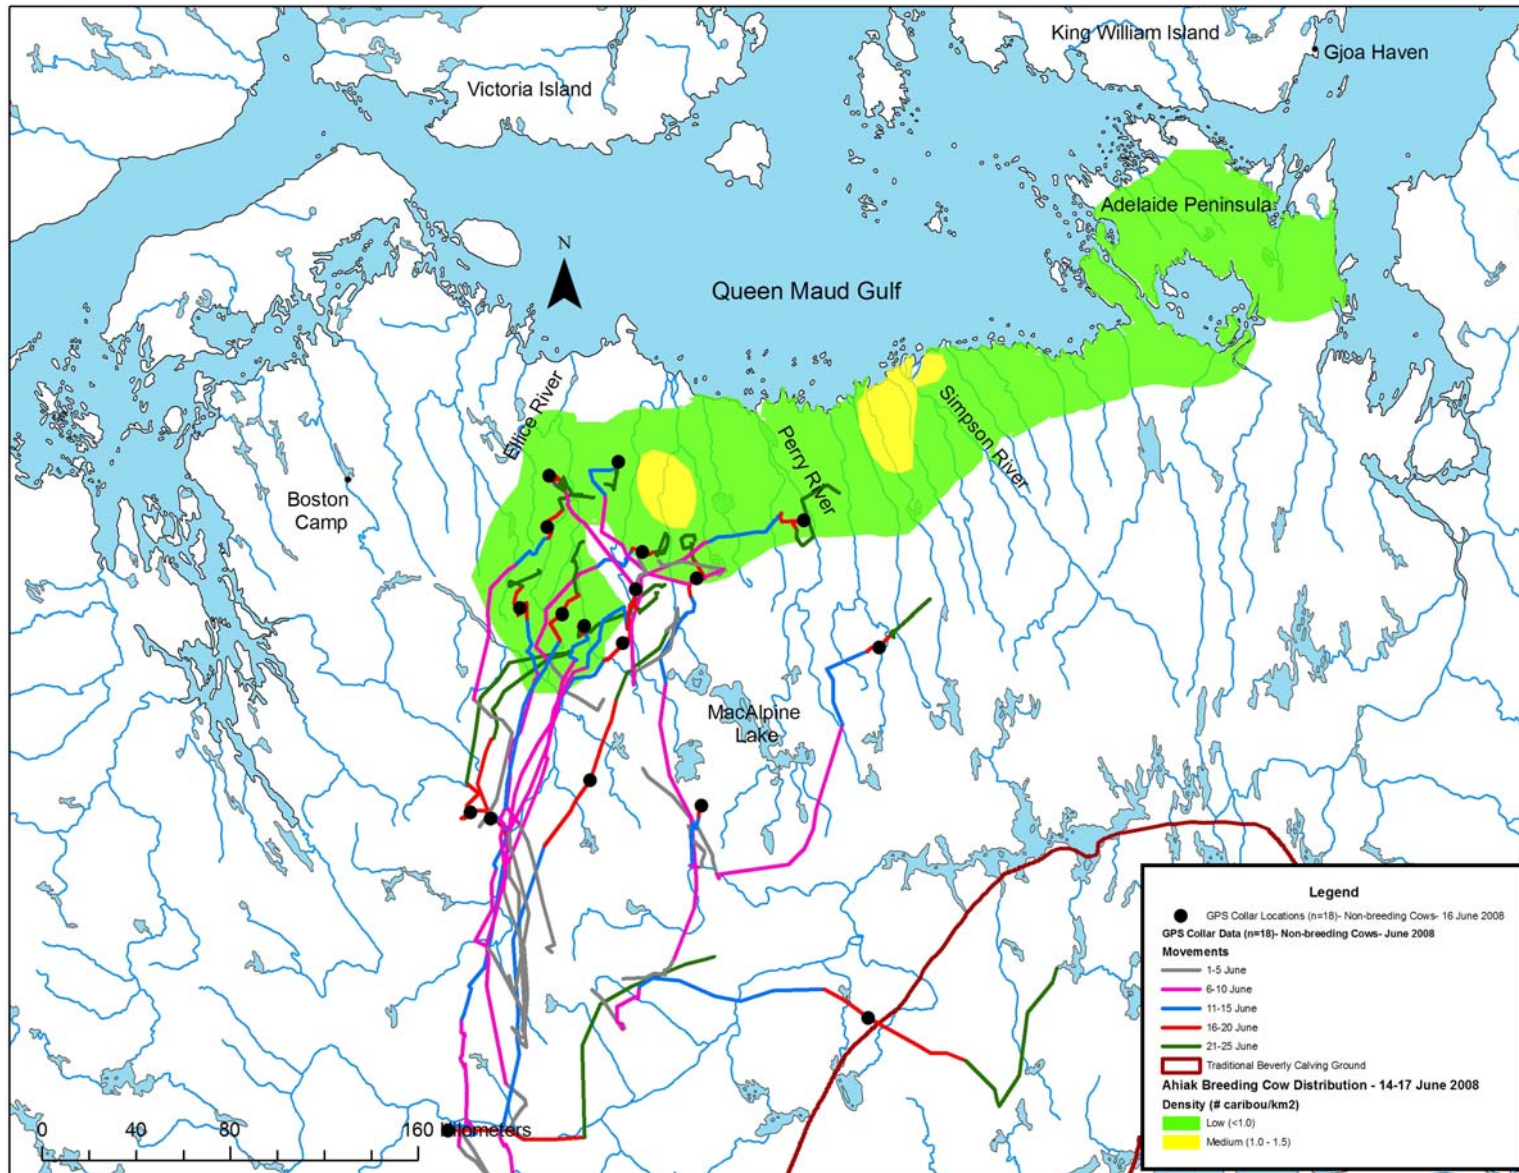 King William Island
Gjoa Haven
Victoria Island
Adelaide Peninsula
N
Queen Maud Gulf
Ellice River
Perry River
Simpson River
Boston
Camp
MacAlpine
Lake
0 40 80 160 Kilometers
Legend
GPS Collar Locations (n=18)- Non-breeding Cows- 16 June 2008
GPS Collar Data (n=18)- Non-breeding Cows- June 2008
Movements
1-5 June
6-10 June
11-15 June
16-20 June
21-25 June
Traditional Beverly Calving Ground
Ahiak Breeding Cow Distribution - 14-17 June 2008
Density (# caribou/km2)
Low (<1.0)
Medium (1.0 - 1.5)